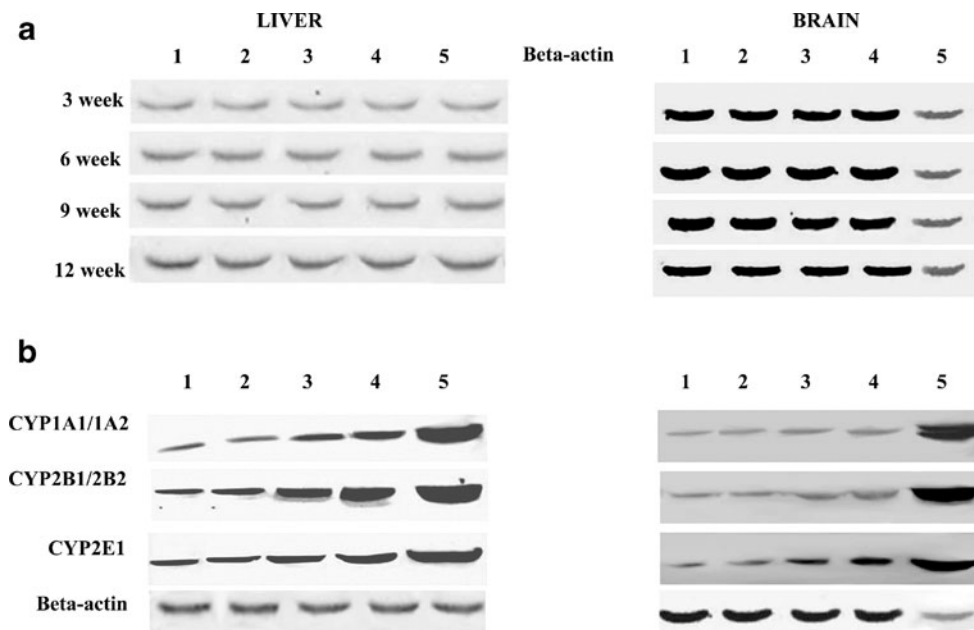 a
LIVER
BRAIN
1 2 3 4 5
Beta-actin
1 2 3 4 5
3 week
6 week
9 week
12 week
b
1 2 3 4 5
1 2 3 4 5
CYP1A1/1A2
CYP2B1/2B2
CYP2E1
Beta-actin